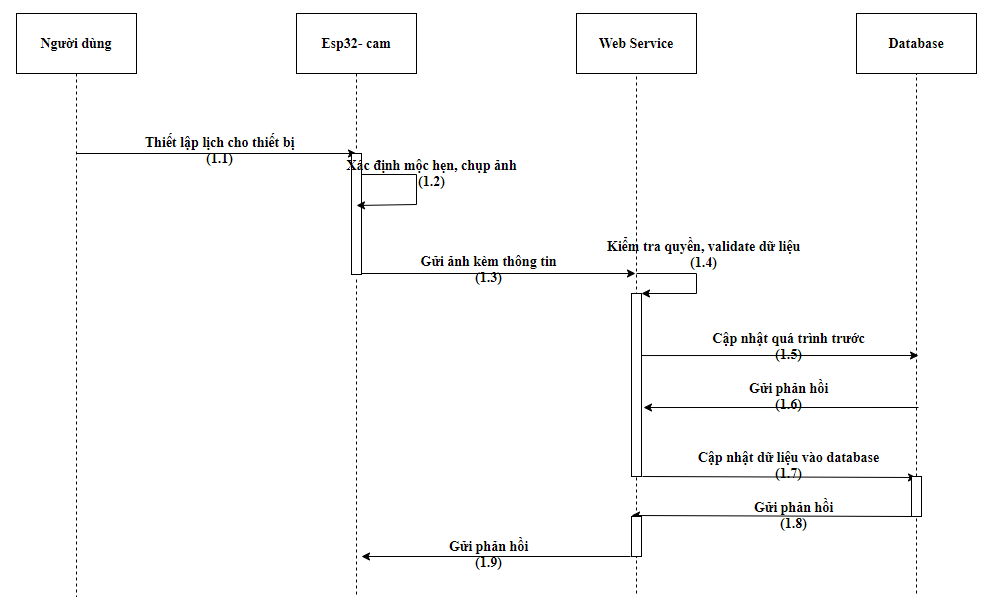 Người dùng
Esp32- cam
Web Service
Database
Thiết lập lịch cho thiết bị
(1.1)
Xác định mộc hẹn, chụp ảnh
(1.2)
Kiểm tra quyền, validate dữ liệu
(1.4)
Gửi ảnh kèm thông tin
(1.3)
Cập nhật quá trình trước
(1.5)
Gửi phản hồi
(1.6)
Cập nhật dữ liệu vào database
(1.7)
Gửi phản hồi
(1.8)
Gửi phản hồi
(1.9)